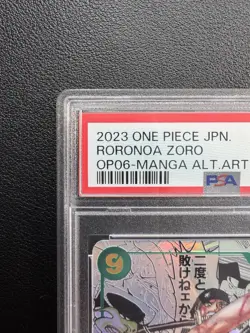 2023 ONE PIECE JPN.
RORONOA ZORO
OP06-MANGA ALT.ART
PSA
9
二度と
敗けねェか